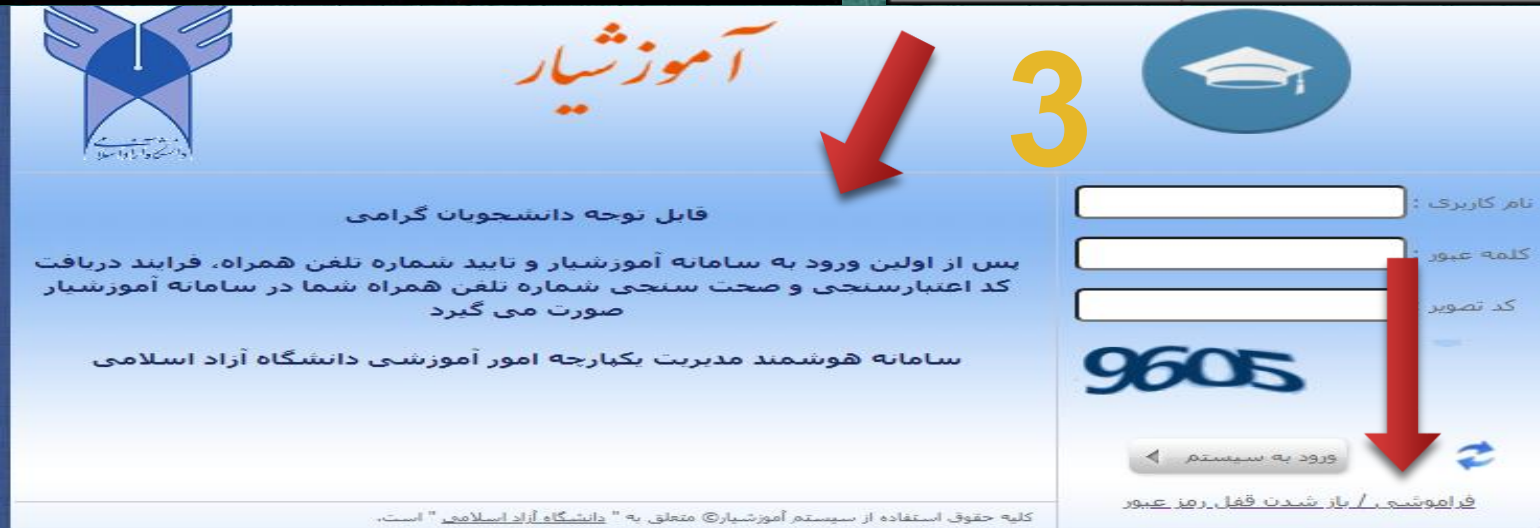 آموزشیار
3
دانشگاه آزاد اسلامی
قابل توجه دانشجویان گرامی
پس از اولین ورود به سامانه آموزشیار و تایید شماره تلفن همراه، فرایند دریافت
کد اعتبارسنجی و صحت سنجی شماره تلفن همراه شما در سامانه آموزشیار
صورت می گیرد
سامانه هوشمند مدیریت یکپارچه امور آموزشی دانشگاه آزاد اسلامی
نام کاربری :
کلمه عبور :
کد تصویر
9605
ورود به سیستم
فراموشی / باز شدن قفل رمز عبور
کلیه حقوق استفاده از سیستم آموزشیار© متعلق به " دانشگاه آزاد اسلامی " است.